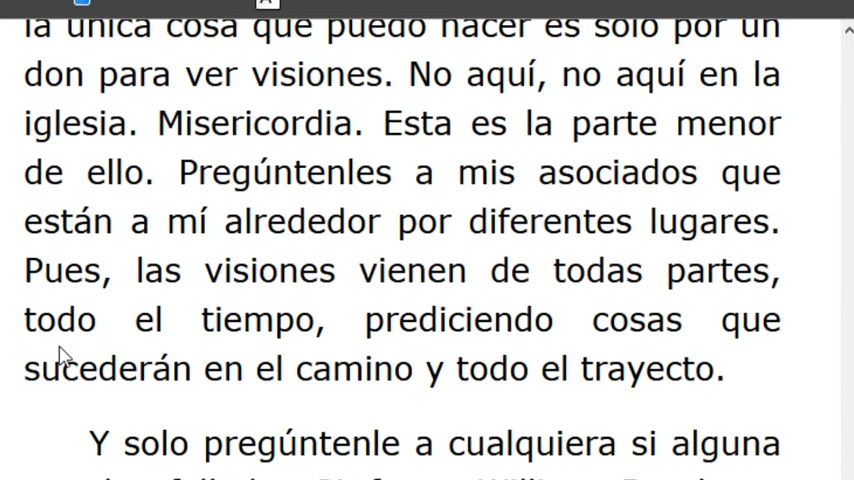 la única cosa que puedo hacer es solo por un
don para ver visiones. No aquí, no aquí en la
iglesia. Misericordia. Esta es la parte menor
de ello. Pregúntenles a mis asociados que
están a mí alrededor por diferentes lugares.
Pues, las visiones vienen de todas partes,
todo el tiempo, prediciendo cosas que
sucederán en el camino y todo el trayecto.
Y solo pregúntenle a cualquiera si alguna